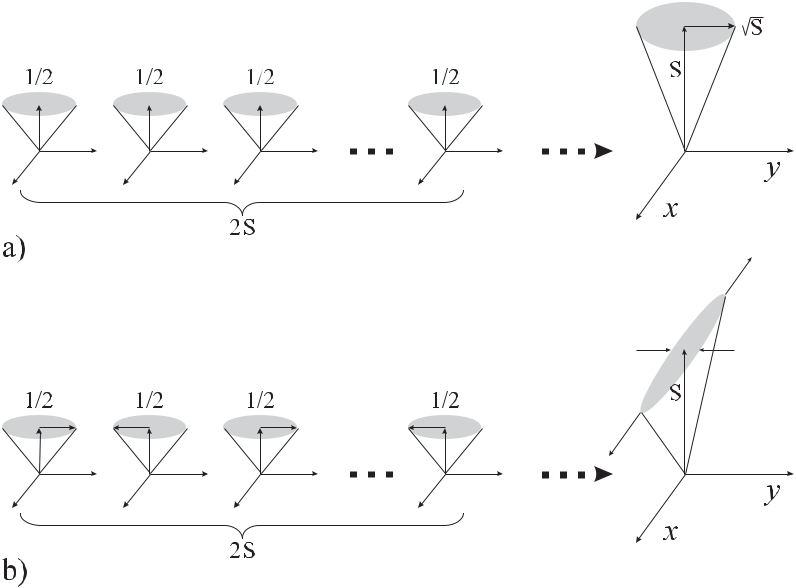 1/2 1/2 1/2 1/2 S √S
y
x
2S
a)
1/2 1/2 1/2 1/2 S
y
x
2S
b)